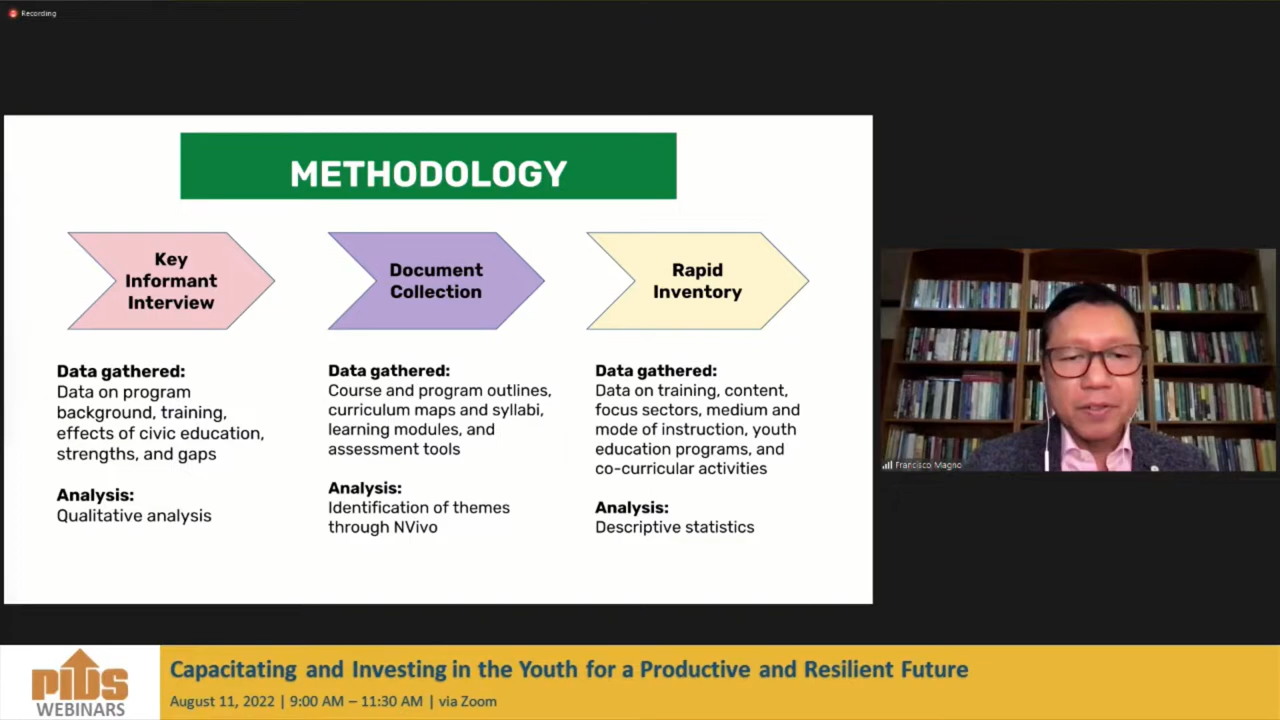 Recording
METHODOLOGY
Key
Informant
Interview
Data gathered:
Data on program
background, training,
effects of civic education,
strengths, and gaps
Analysis:
Qualitative analysis
Document
Collection
Data gathered:
Course and program outlines,
curriculum maps and syllabi,
learning modules, and
assessment tools
Analysis:
Identification of themes
through NVivo
Rapid
Inventory
Data gathered:
Data on training, content,
focus sectors, medium and
mode of instruction, youth
education programs, and
co-curricular activities
Analysis:
Descriptive statistics
Francisco Magno
PIDS
WEBINARS
Capacitating and Investing in the Youth for a Productive and Resilient Future
August 11, 2022 | 9:00 AM – 11:30 AM | via Zoom